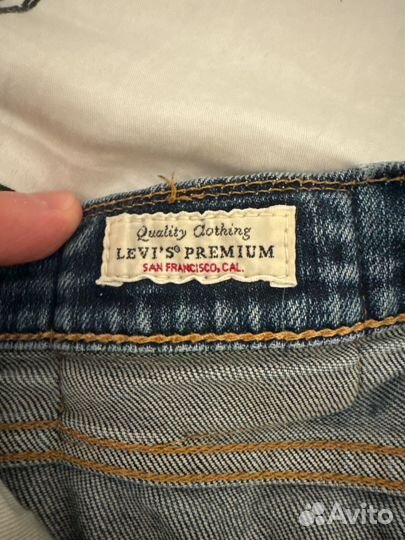 Quality Clothing
LEVI'S® PREMIUM
SAN FRANCISCO, CAL.
Avito